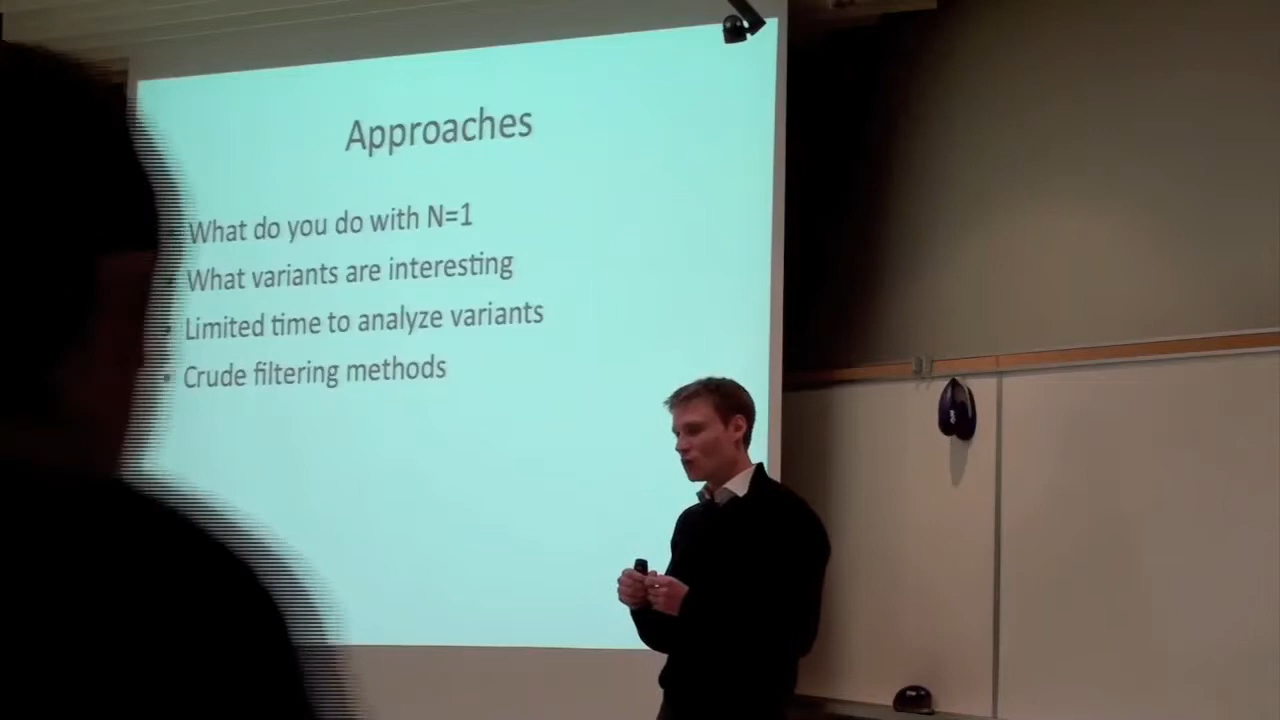 Approaches
What do you do with N=1
What variants are interesting
Limited time to analyze variants
Crude filtering methods